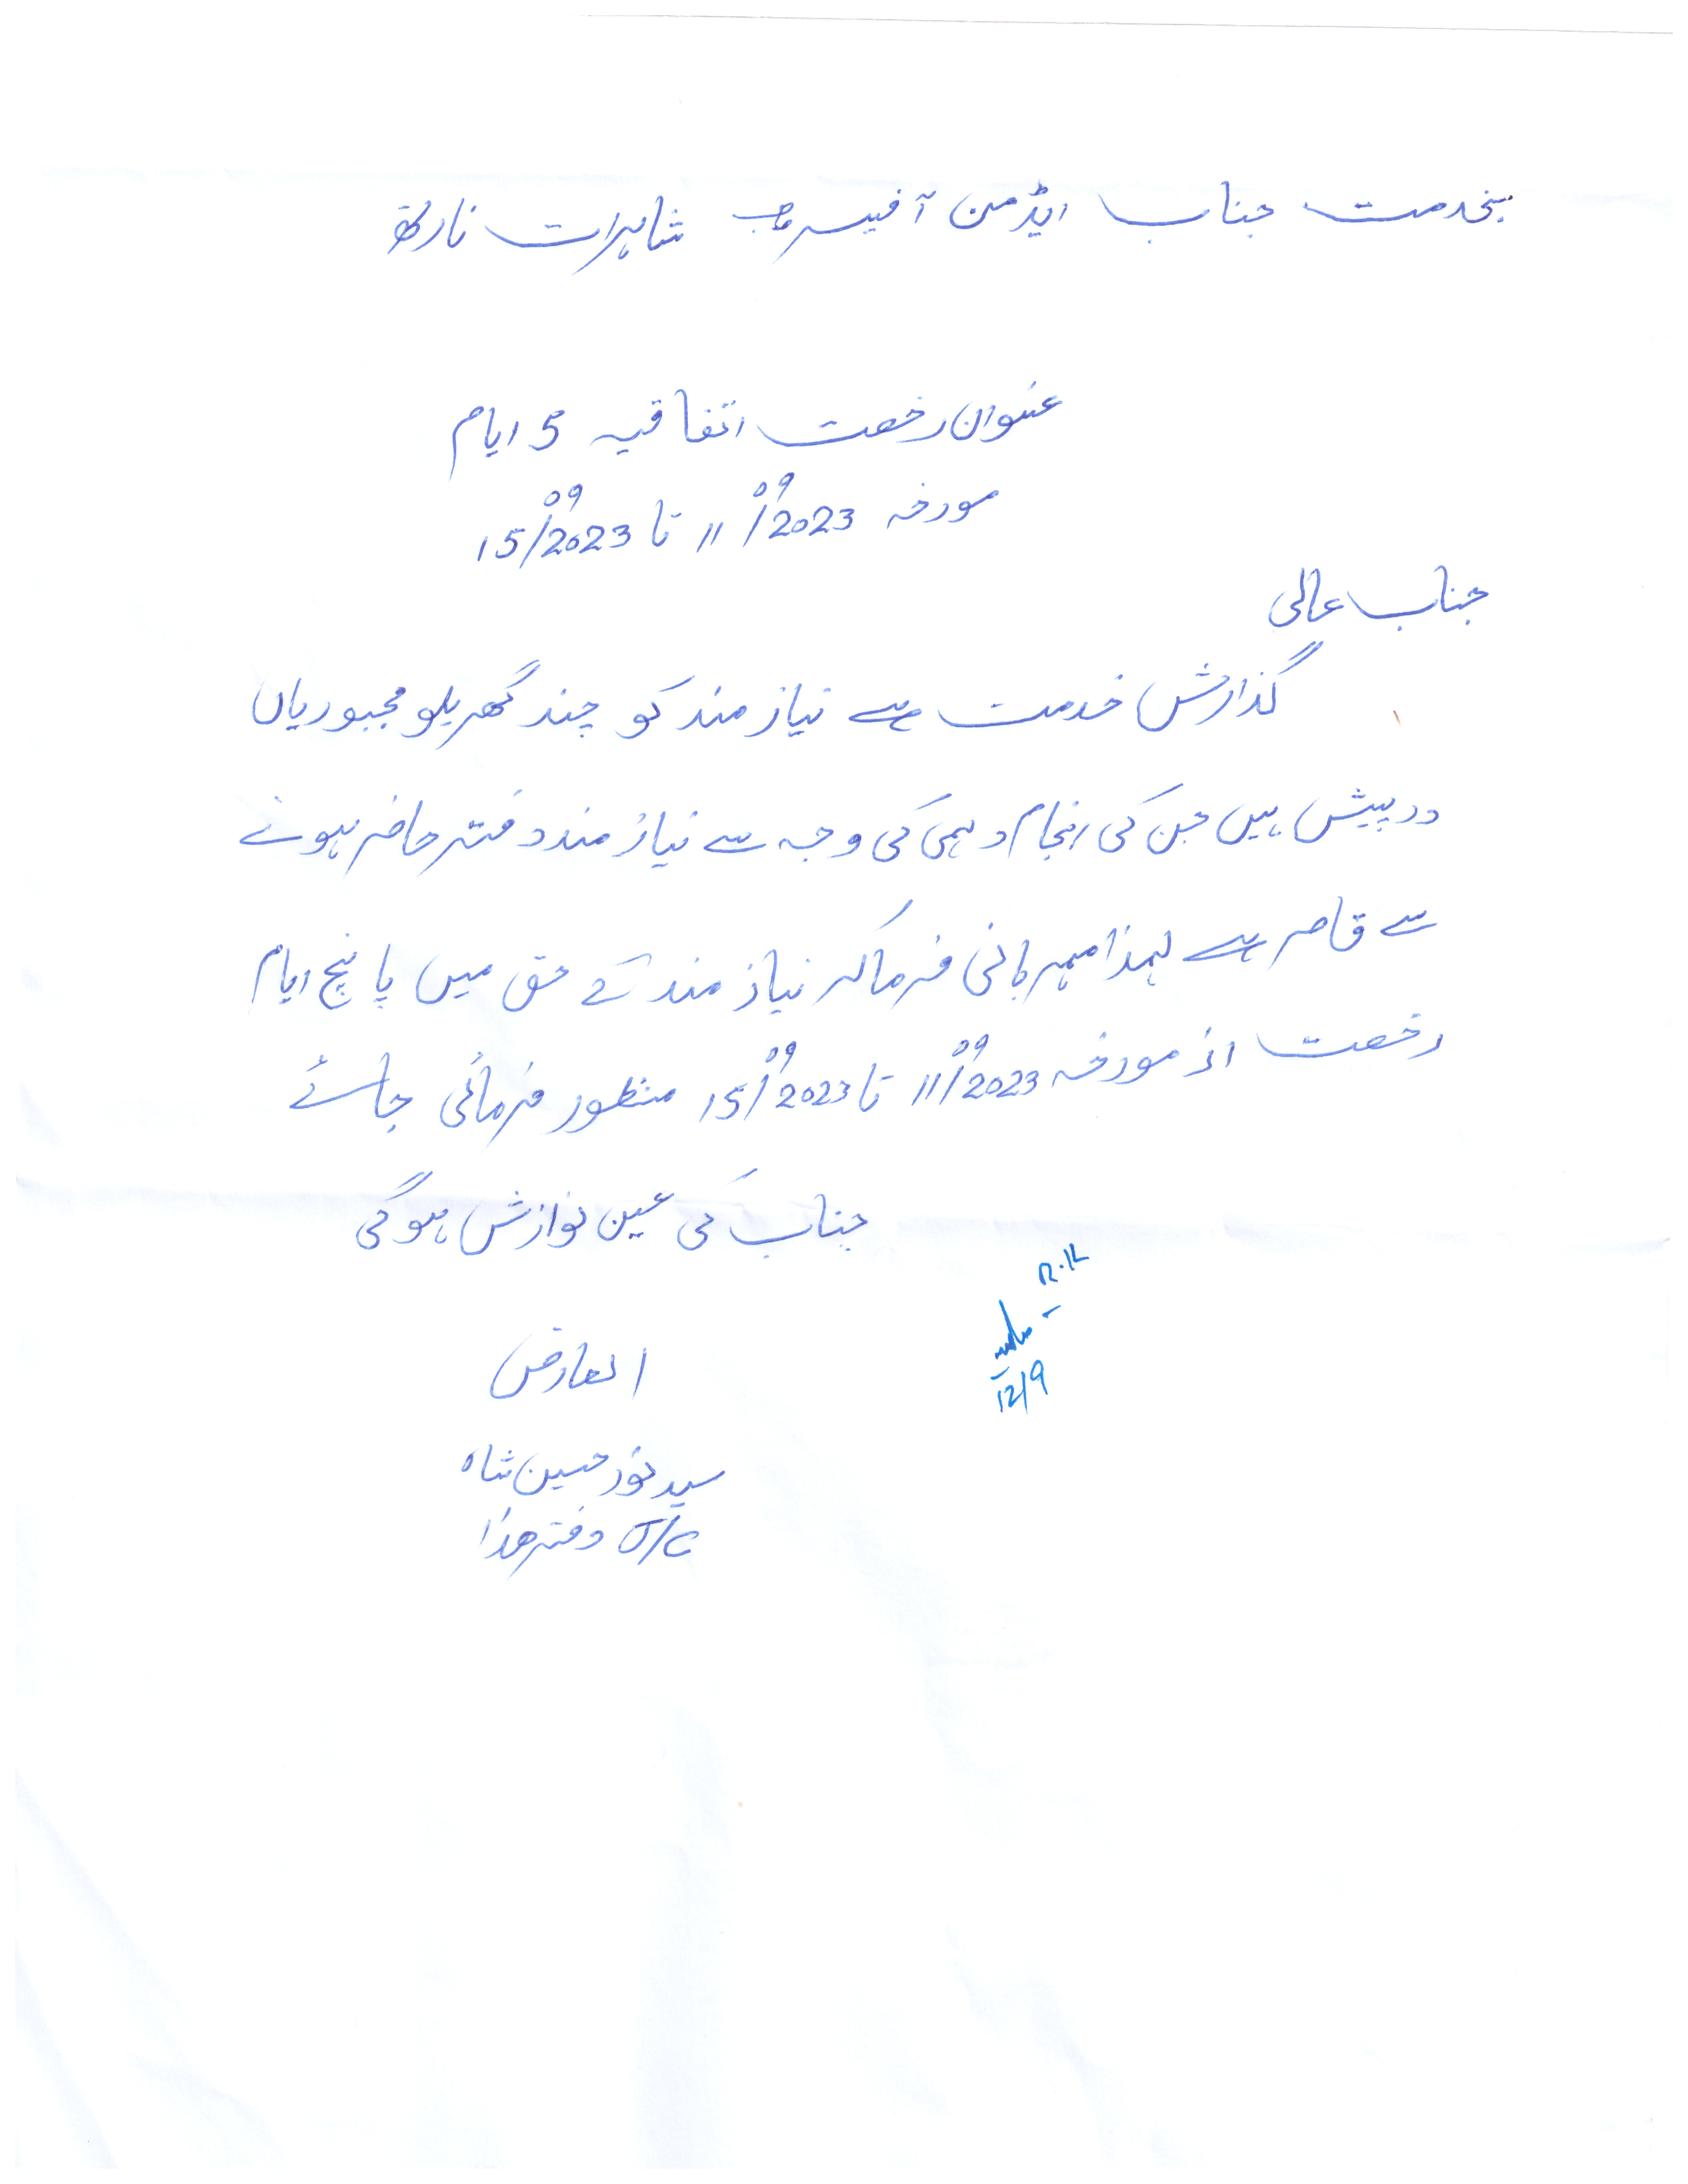 بخدمت جناب ایڈمن آفیسر صاحب شاہرات نارتھ
عنوان رخصت اتفاقیہ 5 ایام
مورخہ 11/09/2023 تا 15/09/2023
جناب عالی
گذارش خدمت ہے نیاز مند کو چند گھریلو مجبوریاں
درپیش ہیں جن کی انجام دہی کی وجہ سے نیاز مند دفتر حاضر ہونے
سے قاصر ہے لہذا مہربانی فرما کر نیاز مند کے حق میں پانچ ایام
رخصت از مورخہ 11/09/2023 تا 15/09/2023 منظور فرمائی جائے
جناب کی عین نوازش ہو گی
R.K
12/9
العارض
سید نور حسین شاہ
J/C دفتر ھذا